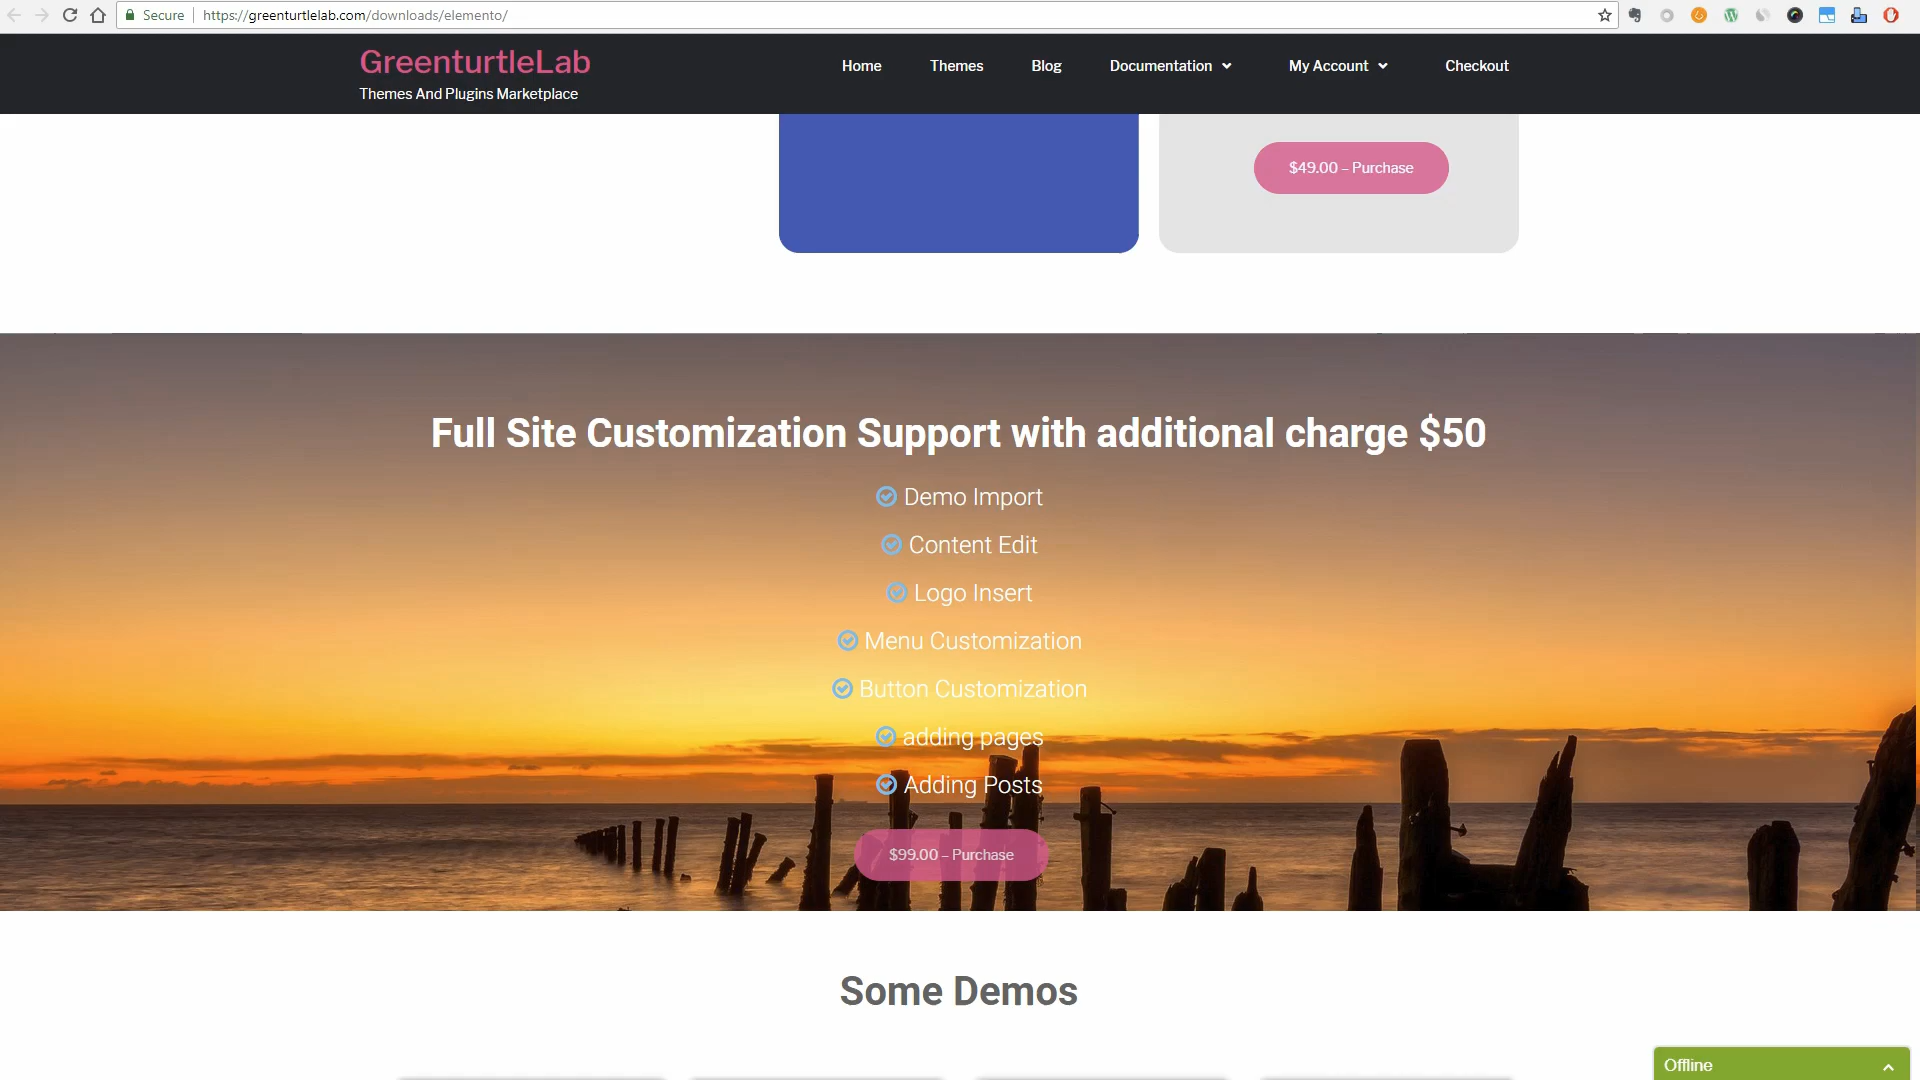 Secure
https://greenturtlelab.com/downloads/elemento/
GreenturtleLab
Themes And Plugins Marketplace
Home
Themes
Blog
Documentation
My Account
Checkout
$49.00 – Purchase
Full Site Customization Support with additional charge $50
Demo Import
Content Edit
Logo Insert
Menu Customization
Button Customization
adding pages
Adding Posts
$99.00 – Purchase
Some Demos
Offline